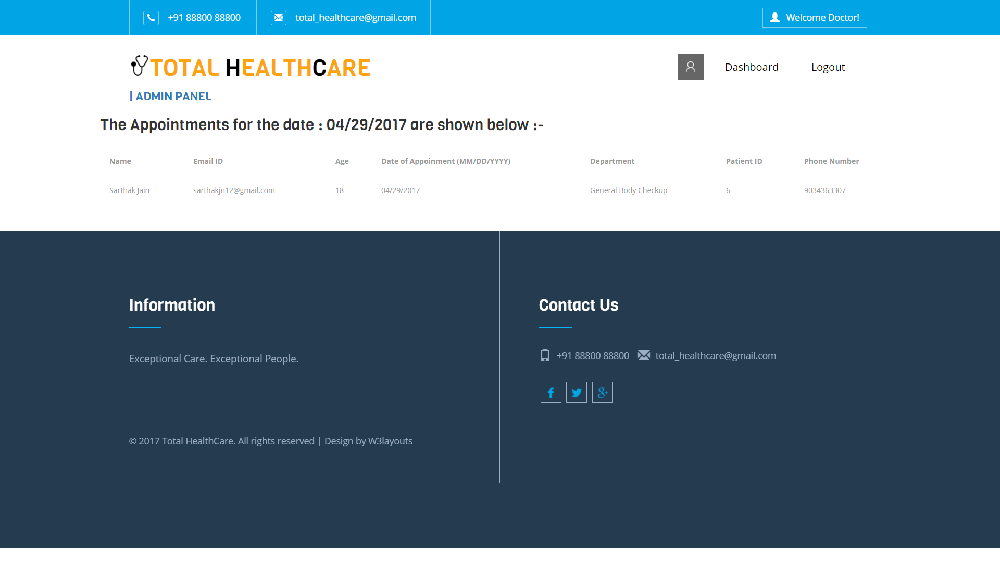 +91 88800 88800 total_healthcare@gmail.com Welcome Doctor!
TOTAL HEALTHCARE
Dashboard Logout
| ADMIN PANEL
The Appointments for the date : 04/29/2017 are shown below :-
Name Email ID Age Date of Appoinment (MM/DD/YYYY) Department Patient ID Phone Number
Sarthak Jain sarthakjn12@gmail.com 18 04/29/2017 General Body Checkup 6 9034363307
Information
Exceptional Care. Exceptional People.
© 2017 Total HealthCare. All rights reserved | Design by W3layouts
Contact Us
+91 88800 88800 total_healthcare@gmail.com